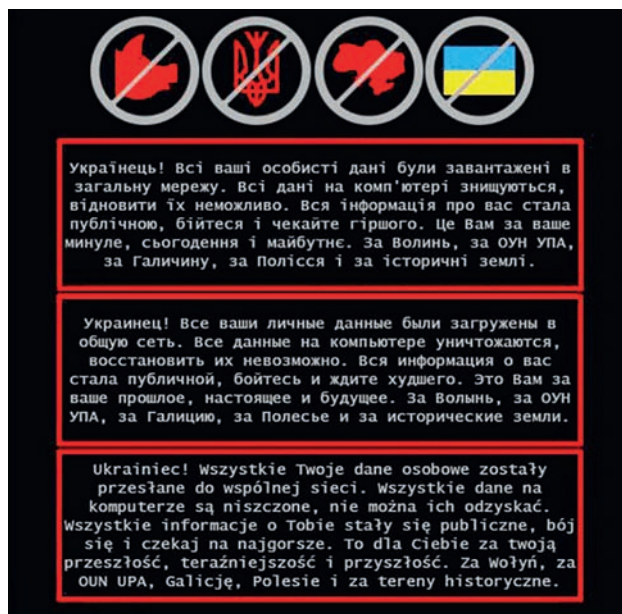 Українець! Всі ваші особисті дані були завантажені в
загальну мережу. Всі дані на комп'ютері знищуються,
відновити їх неможливо. Вся інформація про вас стала
публічною, бійтеся і чекайте гіршого. Це Вам за ваше
минуле, сьогодення і майбутнє. За Волинь, за ОУН УПА,
за Галичину, за Полісся і за історичні землі.
Украинец! Все ваши личные данные были загружены в
общую сеть. Все данные на компьютере уничтожаются,
восстановить их невозможно. Вся информация о вас
стала публичной, бойтесь и ждите худшего. Это Вам за
ваше прошлое, настоящее и будущее. За Волынь, за ОУН
УПА, за Галицию, за Полесье и за исторические земли.
Ukrainiec! Wszystkie Twoje dane osobowe zostały
przesłane do wspólnej sieci. Wszystkie dane na
komputerze są niszczone, nie można ich odzyskać.
Wszystkie informacje o Tobie stały się publiczne, bój
się i czekaj na najgorsze. To dla Ciebie za twoją
przeszłość, teraźniejszość i przyszłość. Za Wołyń, za
OUN UPA, Galicję, Polesie i za tereny historyczne.